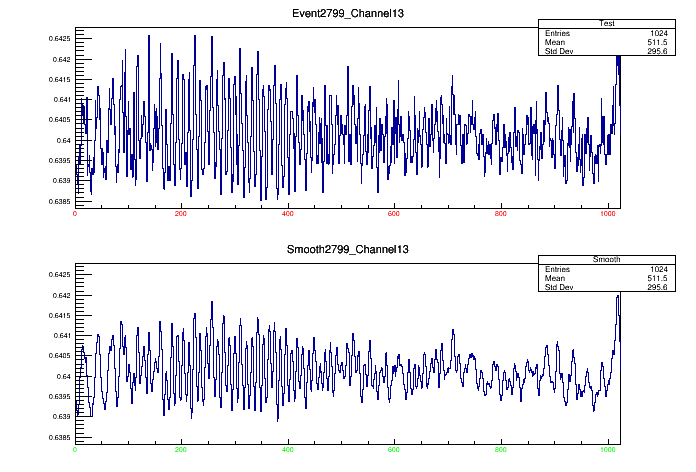 Event2799_Channel13
Test
Entries 1024
Mean 511.5
Std Dev 295.6
0.6425
0.642
0.6415
0.641
0.6405
0.64
0.6395
0.639
0.6385
0 200 400 600 800 1000
Smooth2799_Channel13
Smooth
Entries 1024
Mean 511.5
Std Dev 295.6
0.6425
0.642
0.6415
0.641
0.6405
0.64
0.6395
0.639
0.6385
0 200 400 600 800 1000